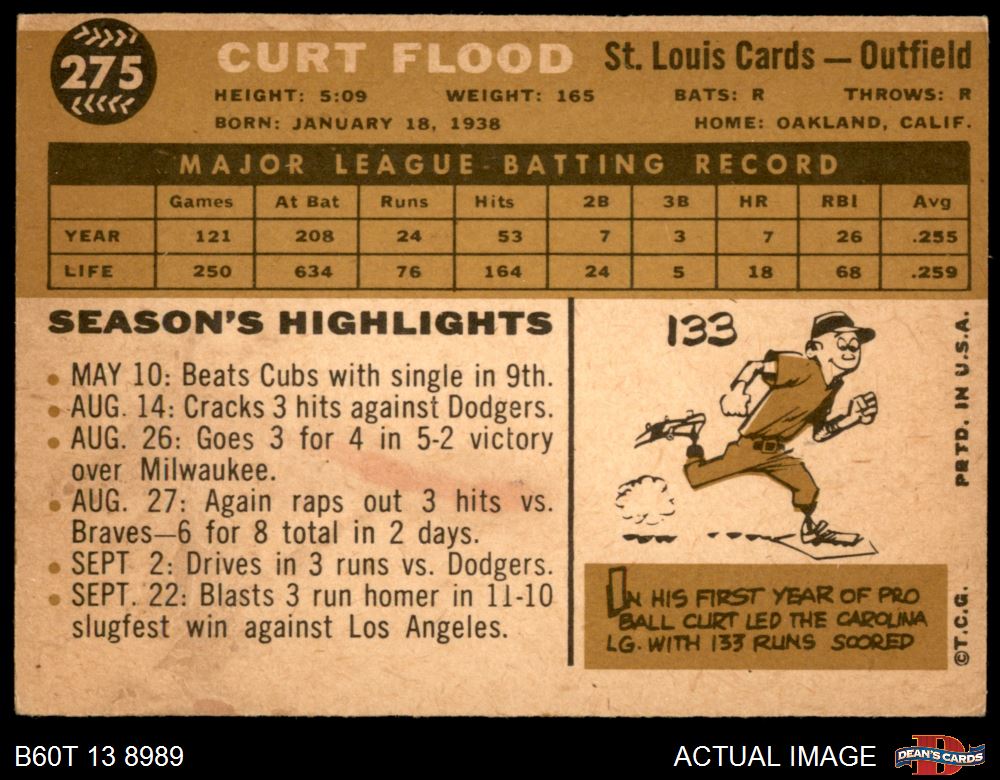 275
CURT FLOOD St. Louis Cards — Outfield
HEIGHT: 5:09 WEIGHT: 165 BATS: R THROWS: R
BORN: JANUARY 18, 1938 HOME: OAKLAND, CALIF.
MAJOR LEAGUE BATTING RECORD
Games At Bat Runs Hits 2B 3B HR RBI Avg
YEAR 121 208 24 53 7 3 7 26 .255
LIFE 250 634 76 164 24 5 18 68 .259
SEASON'S HIGHLIGHTS
• MAY 10: Beats Cubs with single in 9th.
• AUG. 14: Cracks 3 hits against Dodgers.
• AUG. 26: Goes 3 for 4 in 5-2 victory
over Milwaukee.
• AUG. 27: Again raps out 3 hits vs.
Braves—6 for 8 total in 2 days.
• SEPT 2: Drives in 3 runs vs. Dodgers.
• SEPT. 22: Blasts 3 run homer in 11-10
slugfest win against Los Angeles.
133
IN HIS FIRST YEAR OF PRO
BALL CURT LED THE CAROLINA
LG. WITH 133 RUNS SCORED
PRTD. IN U.S.A.
©T.C.G.
B60T 13 8989
ACTUAL IMAGE
DEAN'S CARDS